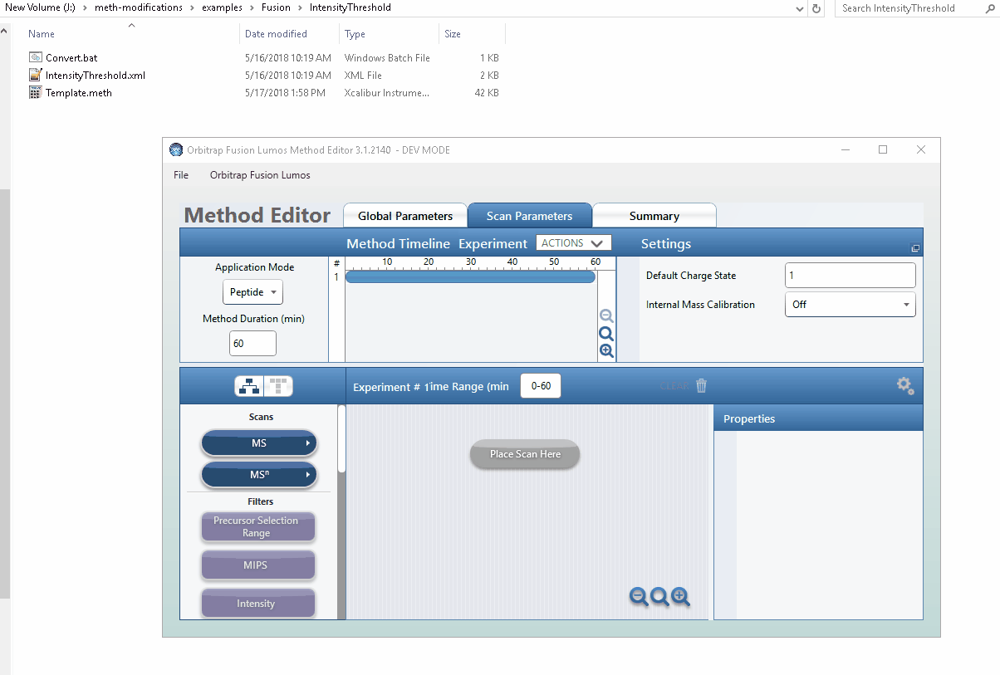 New Volume (J:) > meth-modifications > examples > Fusion > IntensityThreshold Search IntensityThreshold
Name Date modified Type Size
Convert.bat 5/16/2018 10:19 AM Windows Batch File 1 KB
IntensityThreshold.xml 5/16/2018 10:19 AM XML File 2 KB
Template.meth 5/17/2018 1:58 PM Xcalibur Instrume... 42 KB
Orbitrap Fusion Lumos Method Editor 3.1.2140 - DEV MODE
File Orbitrap Fusion Lumos
Method Editor Global Parameters Scan Parameters Summary
Method Timeline Experiment ACTIONS Settings
Application Mode
Peptide
Method Duration (min)
60
# 10 20 30 40 50 60
1
Default Charge State 1
Internal Mass Calibration Off
Experiment # 1 ime Range (min 0-60 CLEAR
Scans
MS
MSⁿ
Filters
Precursor Selection
Range
MIPS
Intensity
Place Scan Here
Properties